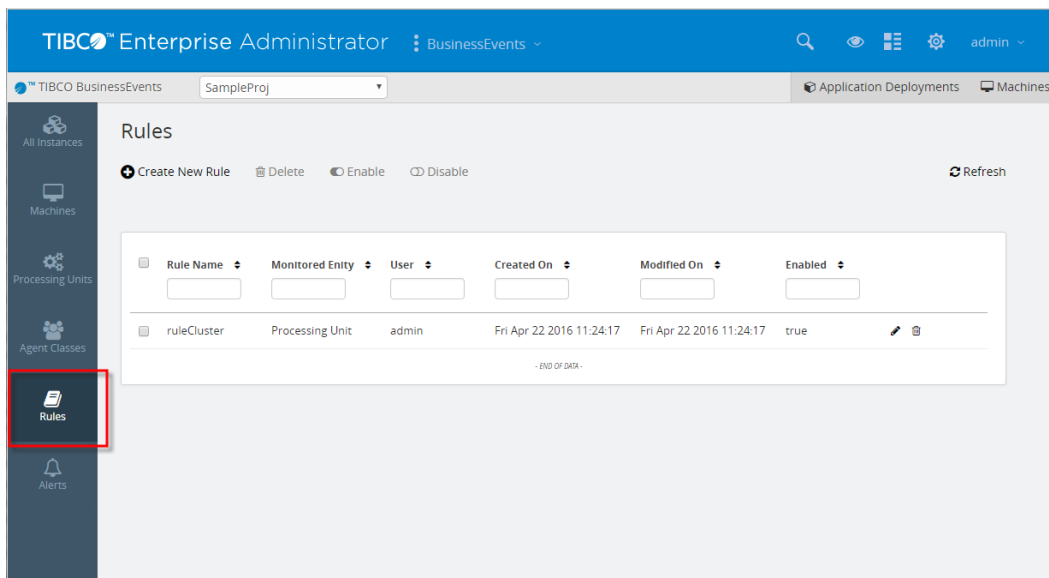 TIBCO™ Enterprise Administrator BusinessEvents admin
™ TIBCO BusinessEvents SampleProj Application Deployments Machines
All Instances
Machines
Processing Units
Agent Classes
Rules
Alerts
Rules
Create New Rule Delete Enable Disable Refresh
Rule Name Monitored Enity User Created On Modified On Enabled
ruleCluster Processing Unit admin Fri Apr 22 2016 11:24:17 Fri Apr 22 2016 11:24:17 true
- END OF DATA -